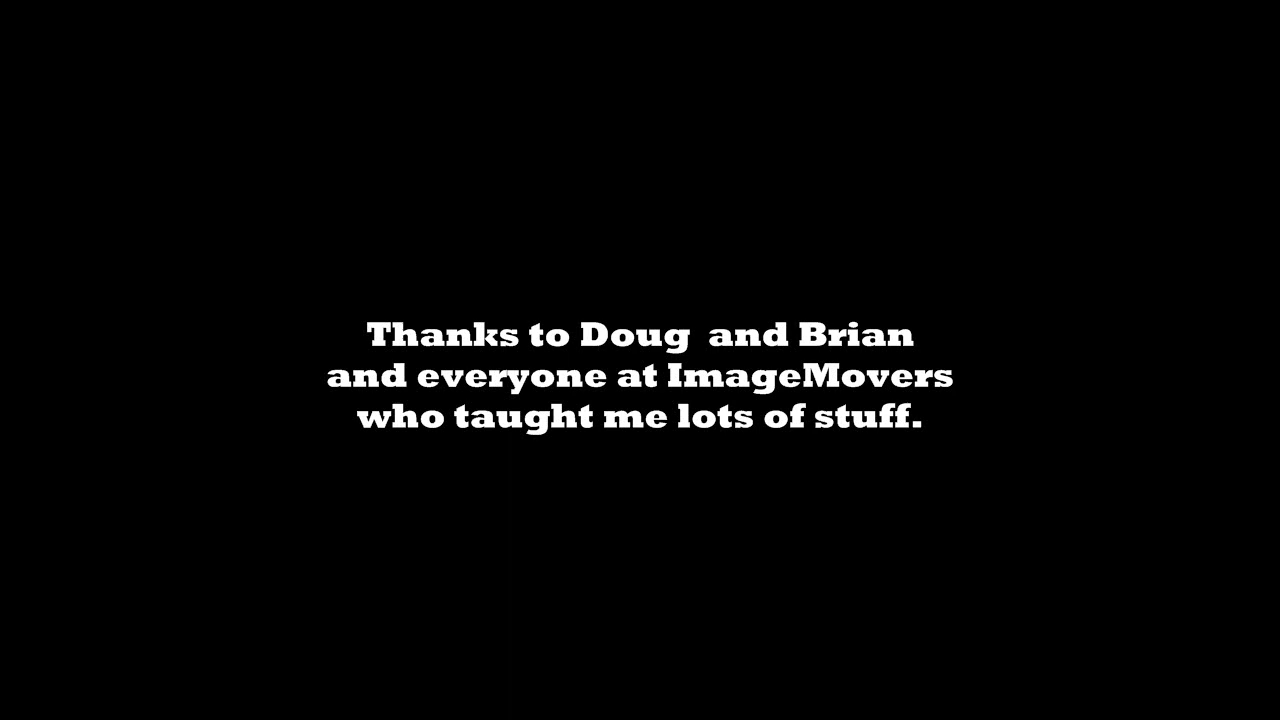 Thanks to Doug  and Brian
and everyone at ImageMovers
who taught me lots of stuff.